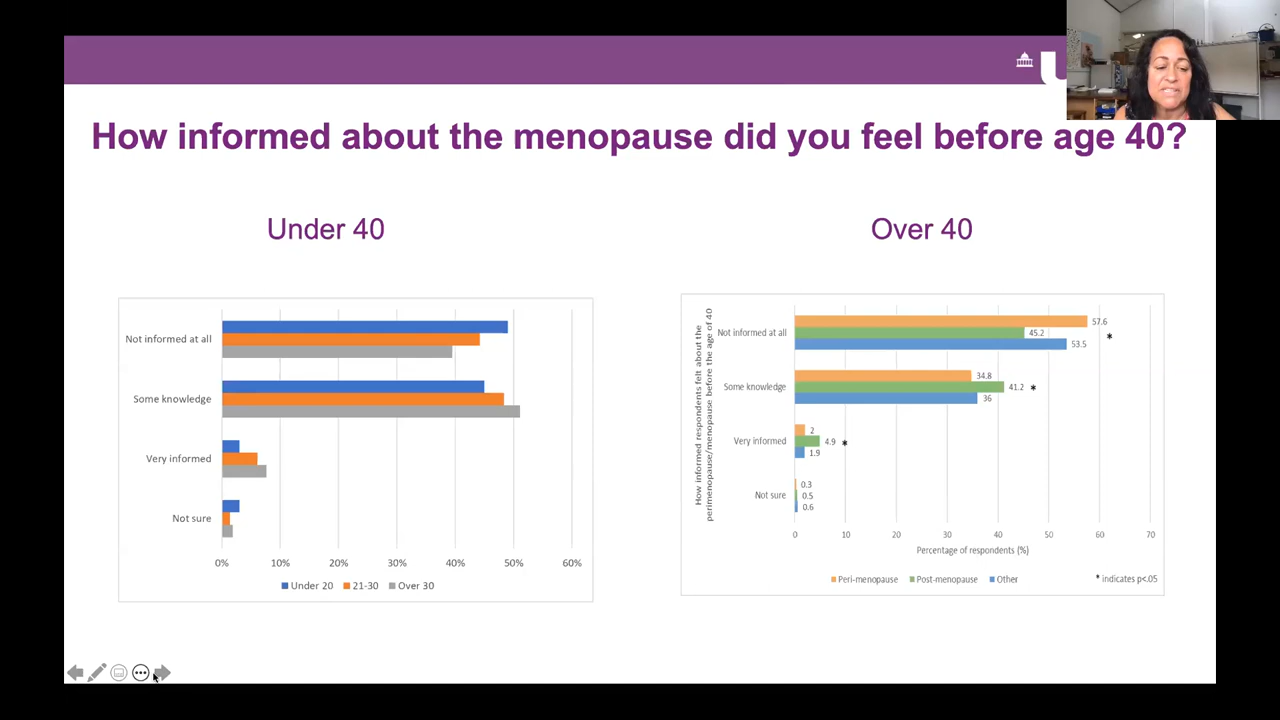 How informed about the menopause did you feel before age 40?
Under 40
Not informed at all
Some knowledge
Very informed
Not sure
0% 10% 20% 30% 40% 50% 60%
Under 20 21-30 Over 30
Over 40
How informed respondents felt about the
perimenopause/menopause before the age of 40
Not informed at all
57.6
45.2
53.5
*
Some knowledge
34.8
41.2 *
36
Very informed
2
4.9 *
1.9
Not sure
0.3
0.5
0.6
0 10 20 30 40 50 60 70
Percentage of respondents (%)
Peri-menopause Post-menopause Other
* indicates p<.05